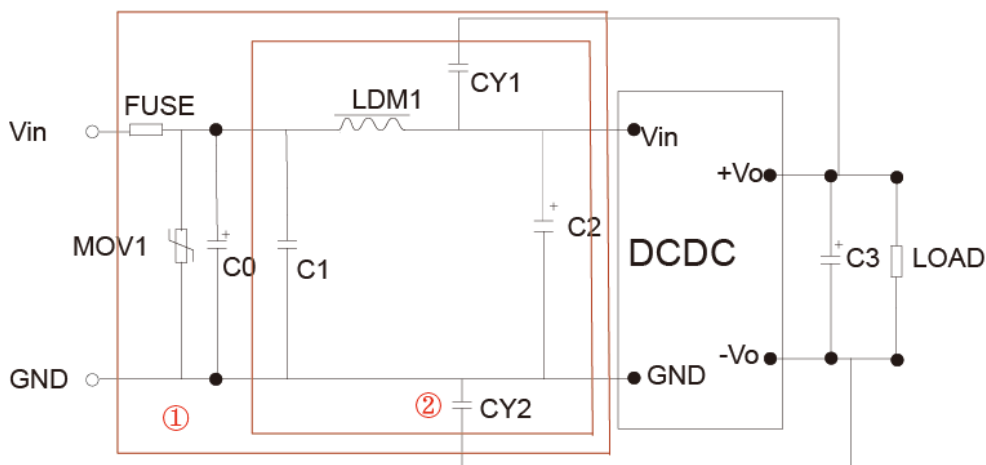 CY1
FUSE
LDM1
Vin
Vin
+Vo
MOV1
+
C0
C1
+
C2
DCDC
+
C3
LOAD
-Vo
GND
GND
①
②
CY2